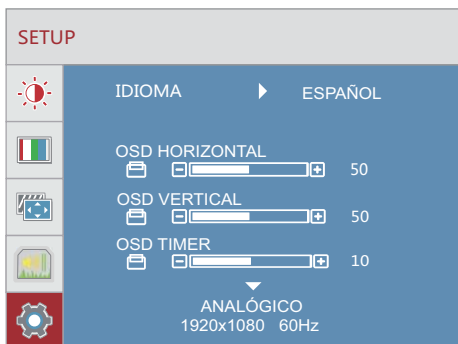 SETUP
IDIOMA ESPAÑOL
OSD HORIZONTAL
50
OSD VERTICAL
50
OSD TIMER
10
ANALÓGICO
1920x1080 60Hz